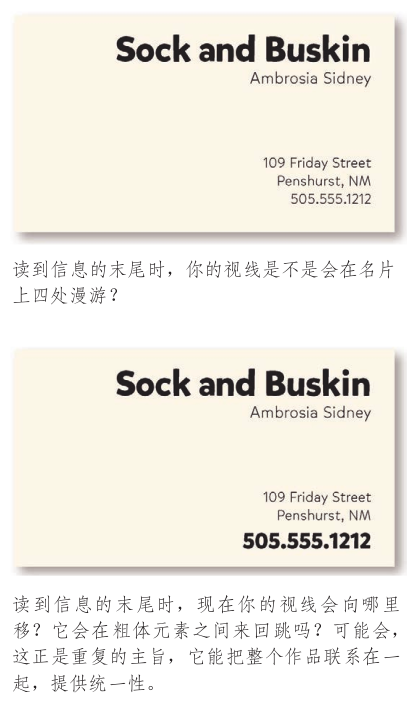 Sock and Buskin
Ambrosia Sidney
109 Friday Street
Penshurst, NM
505.555.1212
读到信息的末尾时，你的视线是不是会在名片
上四处漫游？
Sock and Buskin
Ambrosia Sidney
109 Friday Street
Penshurst, NM
505.555.1212
读到信息的末尾时，现在你的视线会向哪里
移？它会在粗体元素之间来回跳吗？可能会，
这正是重复的主旨，它能把整个作品联系在一
起，提供统一性。